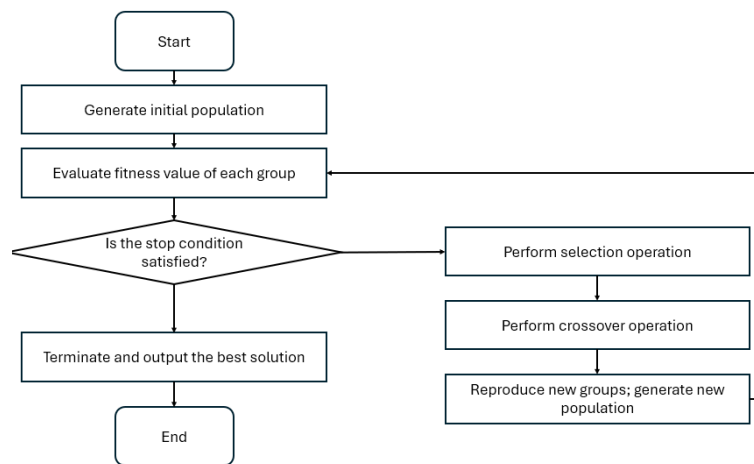 Start
Generate initial population
Evaluate fitness value of each group
Is the stop condition
satisfied?
Perform selection operation
Perform crossover operation
Terminate and output the best solution
Reproduce new groups; generate new
population
End